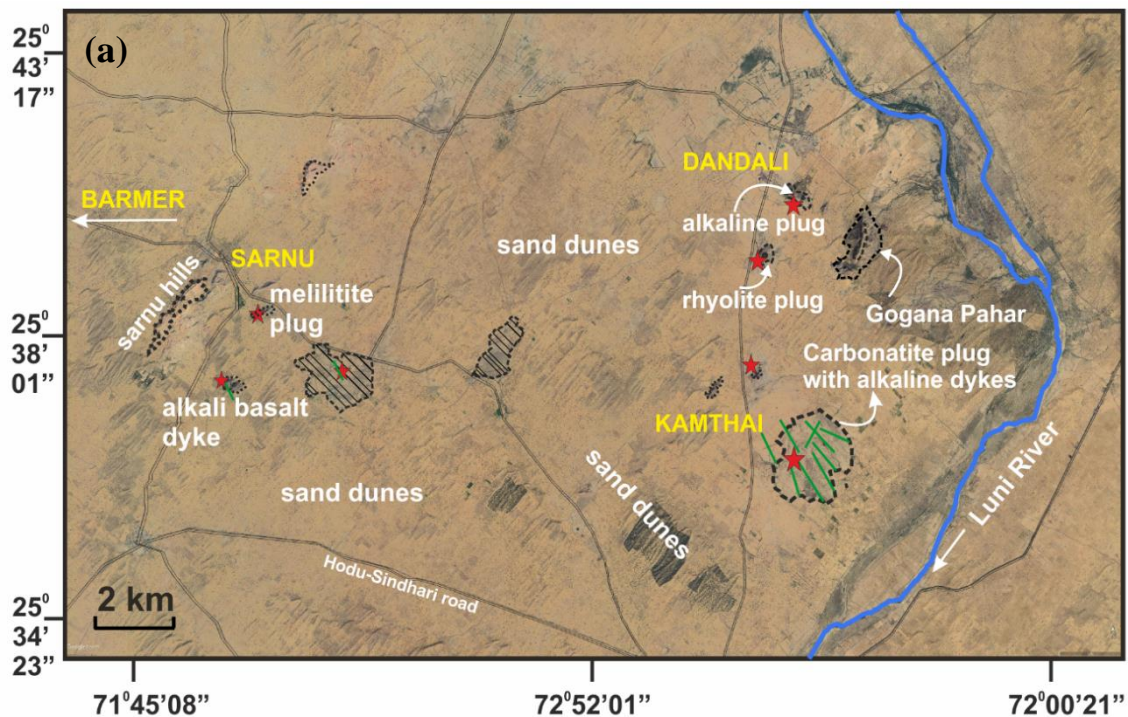 (a)
25⁰
43'
17”
DANDALI
BARMER
alkaline plug
sand dunes
SARNU
melilitite
plug
rhyolite plug
sarnu hills
Gogana Pahar
25⁰
38'
01”
Carbonatite plug
with alkaline dykes
alkali basalt
dyke
KAMTHAI
sand dunes
sand dunes
Luni River
Hodu-Sindhari road
2 km
25⁰
34'
23”
71⁰45'08”
72⁰52'01”
72⁰00'21”